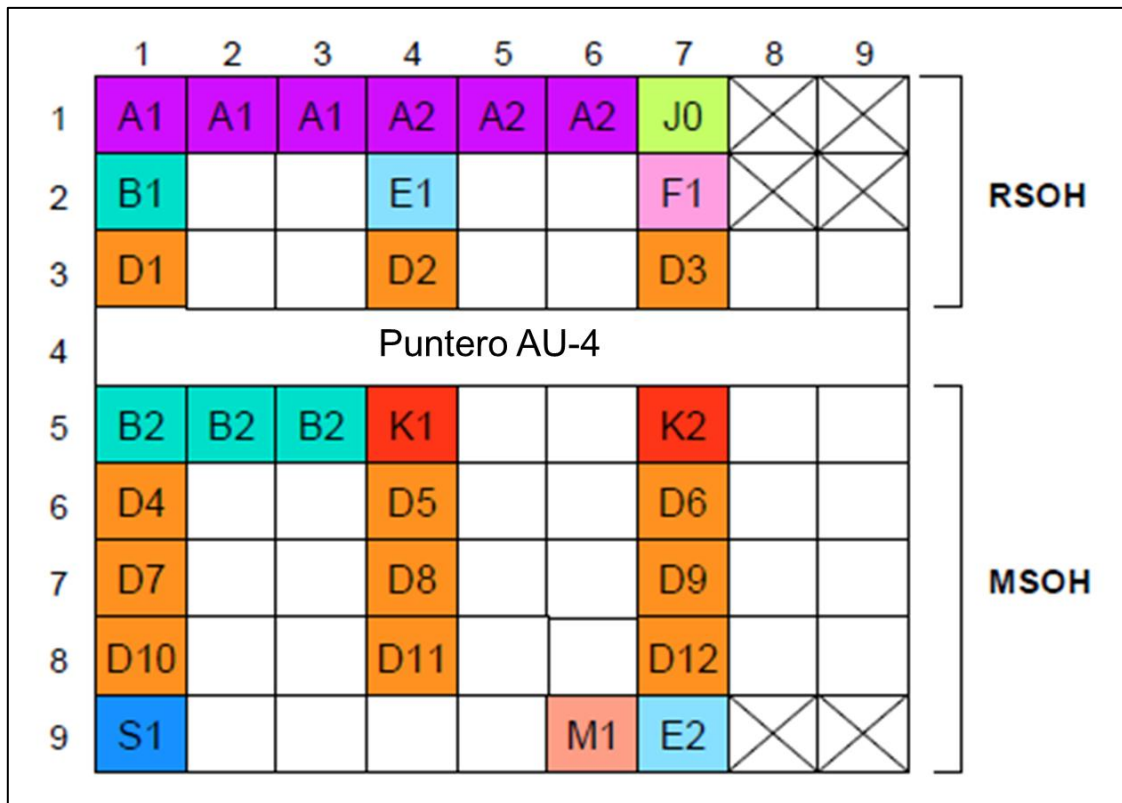 1 2 3 4 5 6 7 8 9
1 A1 A1 A1 A2 A2 A2 J0
2 B1 E1 F1 RSOH
3 D1 D2 D3
4 Puntero AU-4
5 B2 B2 B2 K1 K2
6 D4 D5 D6
7 D7 D8 D9 MSOH
8 D10 D11 D12
9 S1 M1 E2